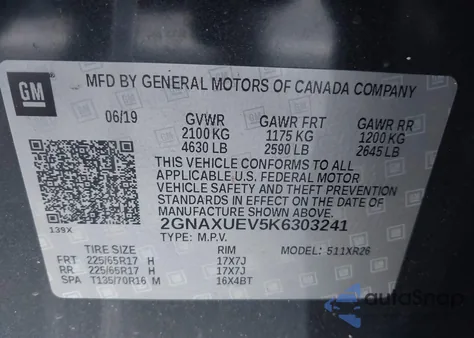 GM
MFD BY GENERAL MOTORS OF CANADA COMPANY
06/19 GVWR GAWR FRT GAWR RR
2100 KG 1175 KG 1200 KG
4630 LB 2590 LB 2645 LB
THIS VEHICLE CONFORMS TO ALL
APPLICABLE U.S. FEDERAL MOTOR
VEHICLE SAFETY AND THEFT PREVENTION
STANDARDS IN EFFECT ON THE DATE OF
MANUFACTURE SHOWN ABOVE.
139X
2GNAXUEV5K6303241
TYPE: M.P.V. 511XR26
TIRE SIZE RIM
FRT 225/65R17 H 17X7J
RR 225/65R17 H 17X7J
SPA T135/70R16 M 16X4BT
AutoSnap